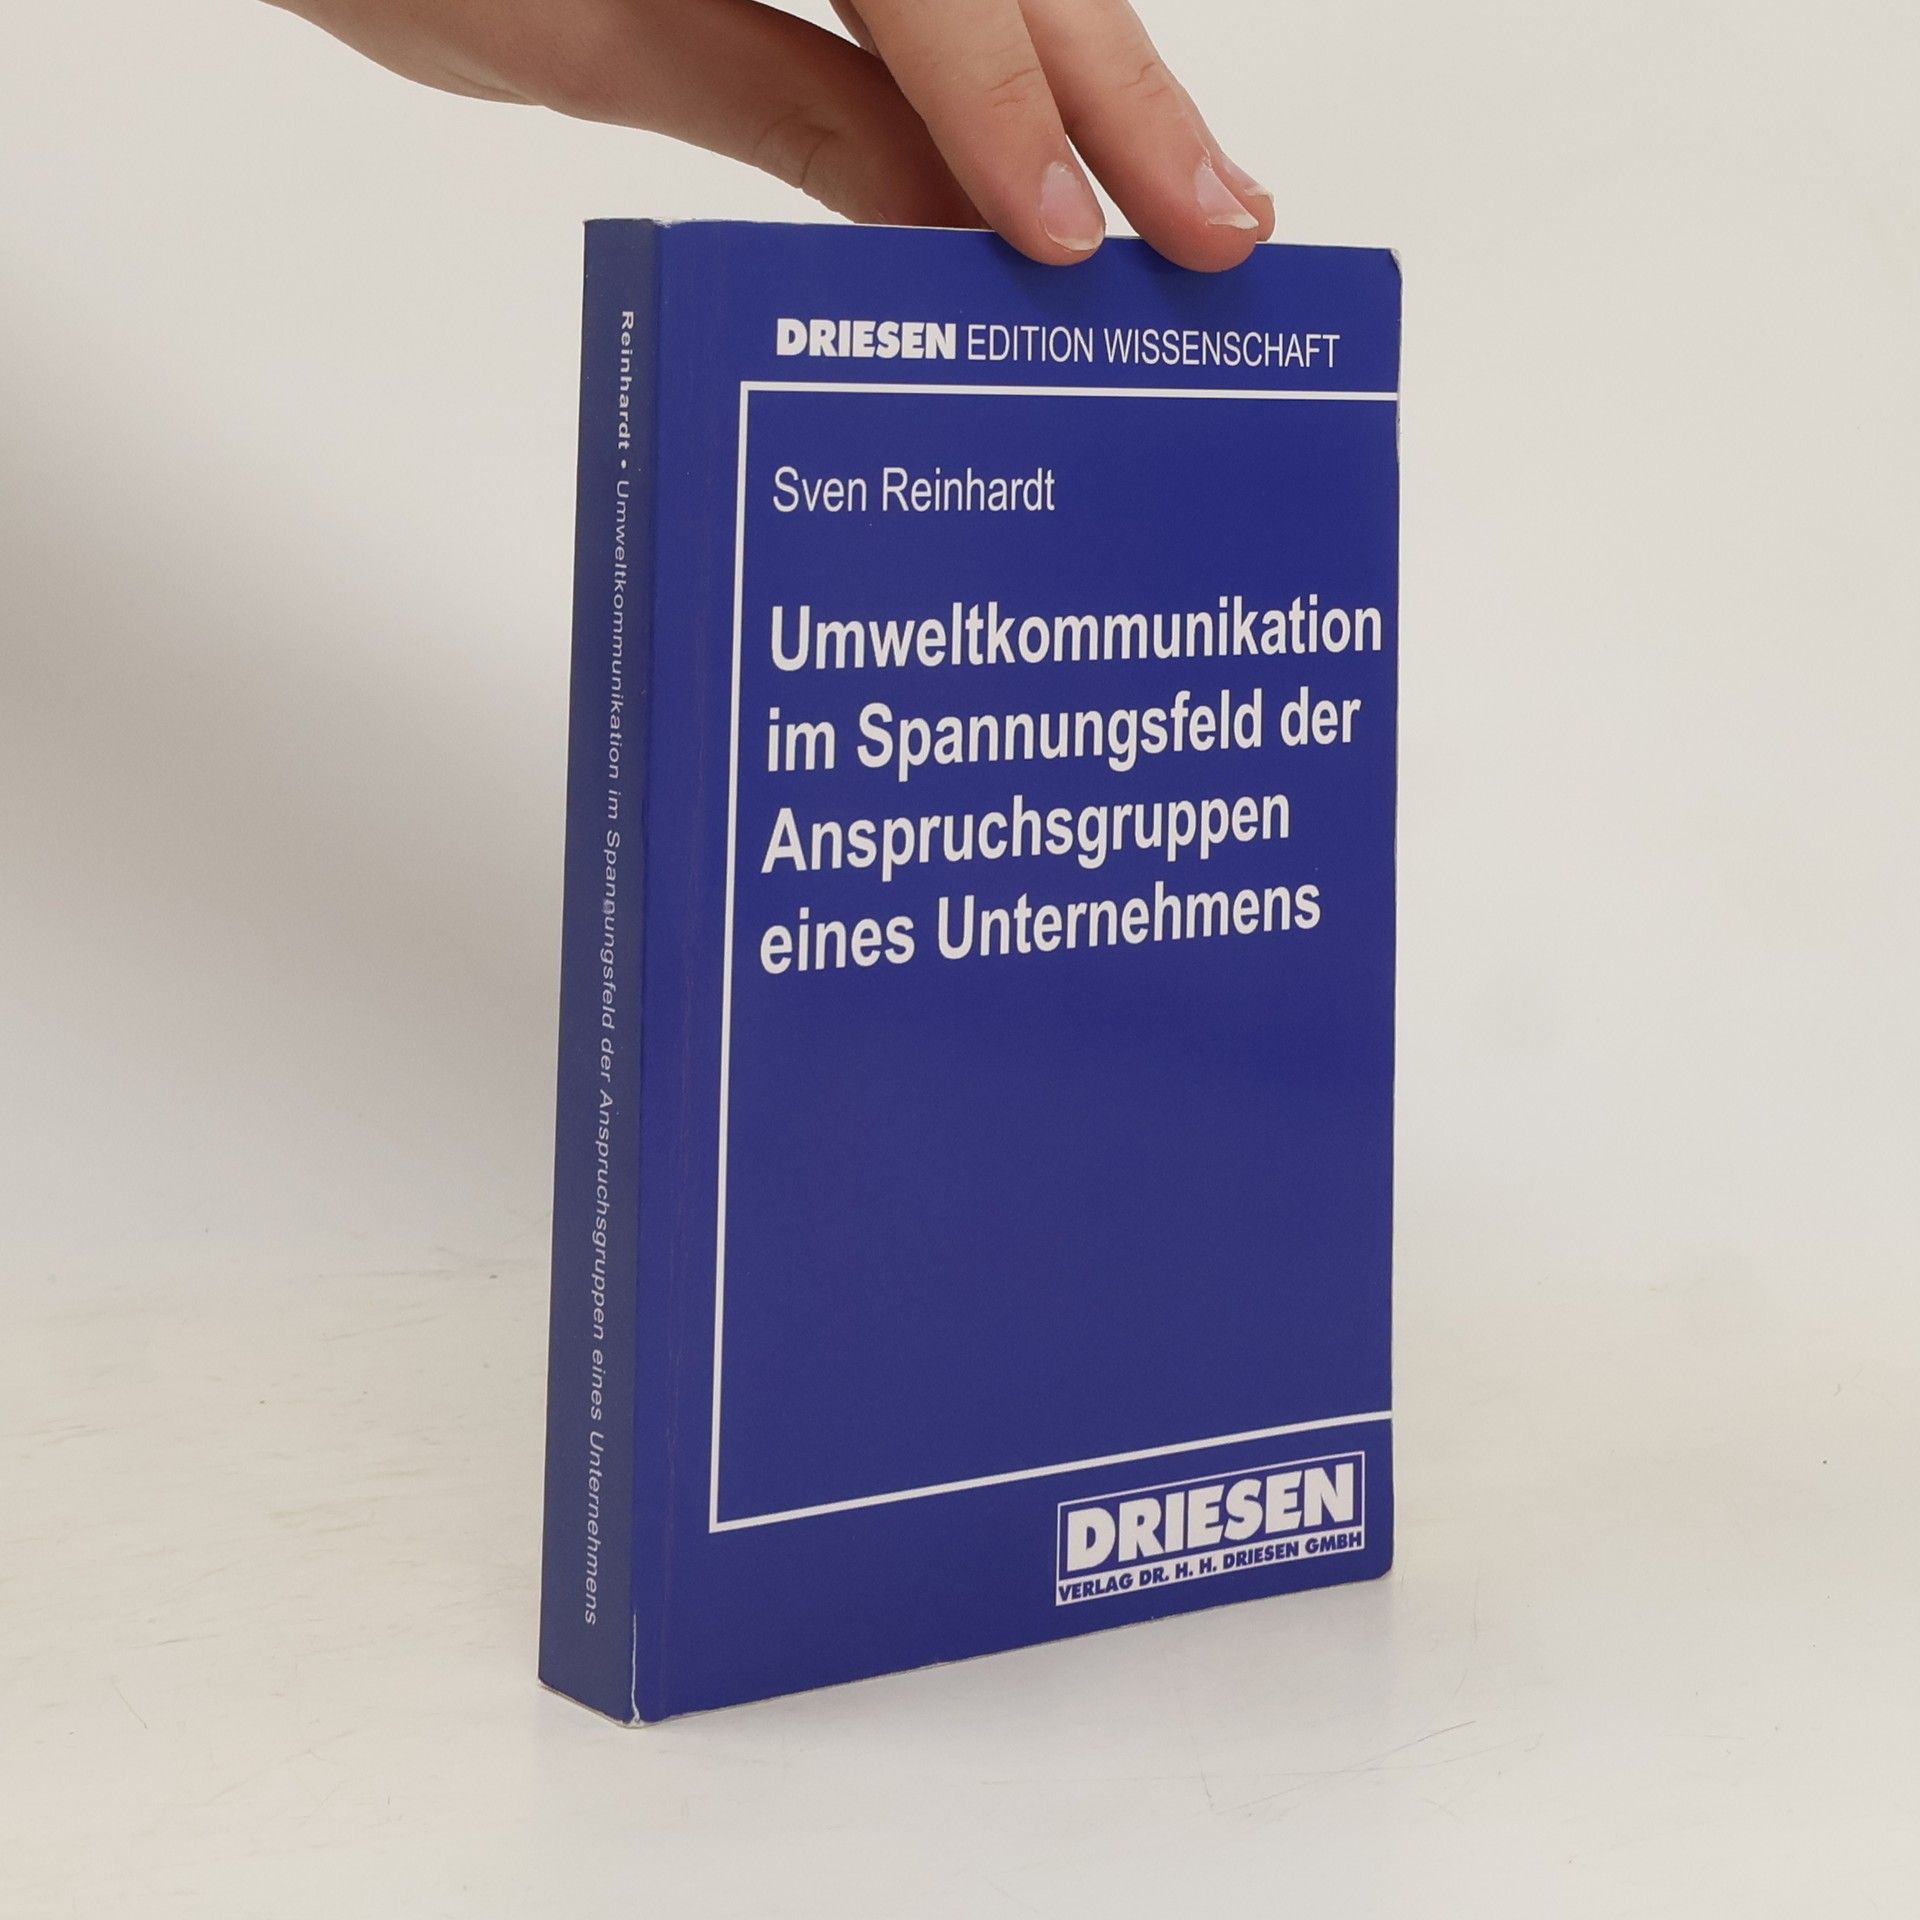 DRIESEN EDITION WISSENSCHAFT
Sven Reinhardt
Umweltkommunikation
im Spannungsfeld der
Anspruchsgruppen
eines Unternehmens
DRIESEN
VERLAG DR. H. H. DRIESEN GMBH
Reinhardt • Umweltkommunikation im Spannungsfeld der Anspruchsgruppen eines Unternehmens